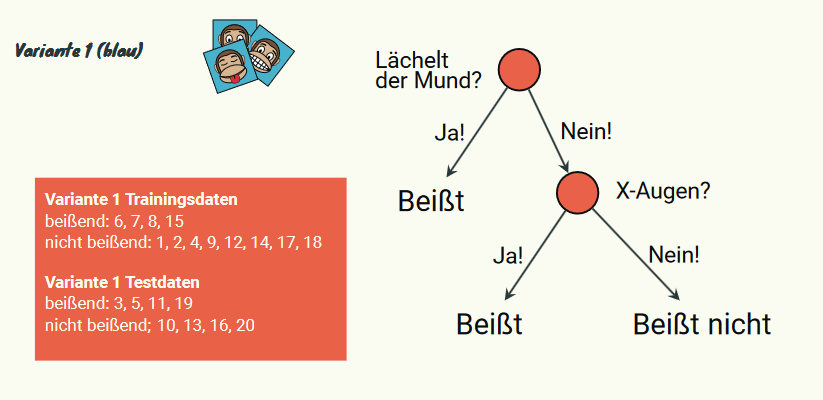 Variante 1 (blau)
Lächelt
der Mund?
Ja!
Nein!
Beißt
X-Augen?
Ja!
Nein!
Beißt
Beißt nicht
Variante 1 Trainingsdaten
beißend: 6, 7, 8, 15
nicht beißend: 1, 2, 4, 9, 12, 14, 17, 18
Variante 1 Testdaten
beißend: 3, 5, 11, 19
nicht beißend; 10, 13, 16, 20